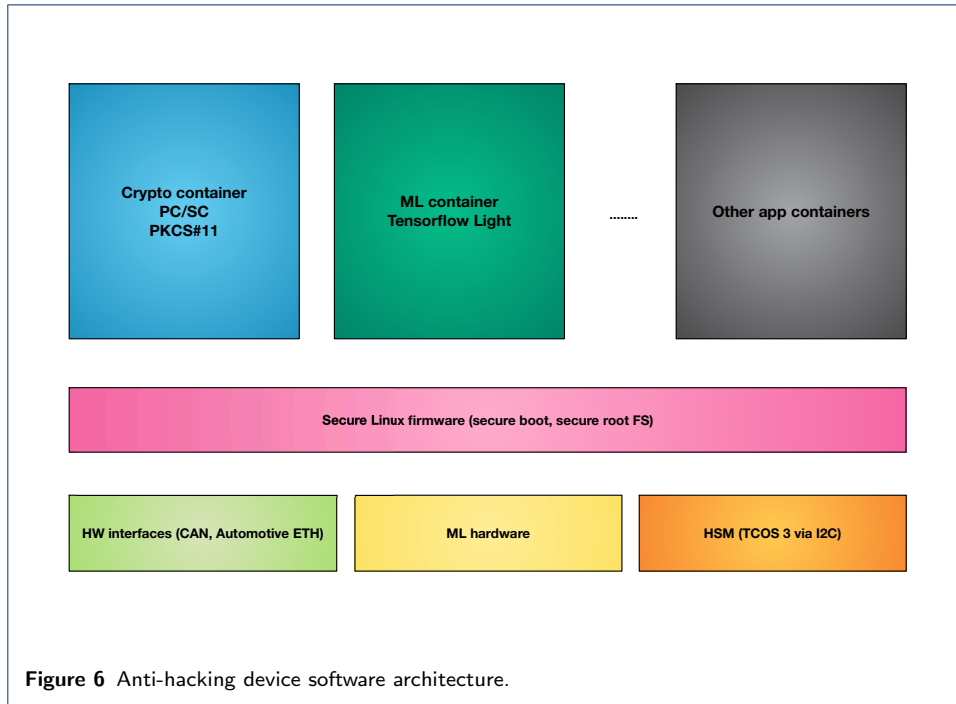 Crypto container
PC/SC
PKCS#11
ML container
Tensorflow Light
........
Other app containers
Secure Linux firmware (secure boot, secure root FS)
HW interfaces (CAN, Automotive ETH)
ML hardware
HSM (TCOS 3 via I2C)
Figure 6 Anti-hacking device software architecture.